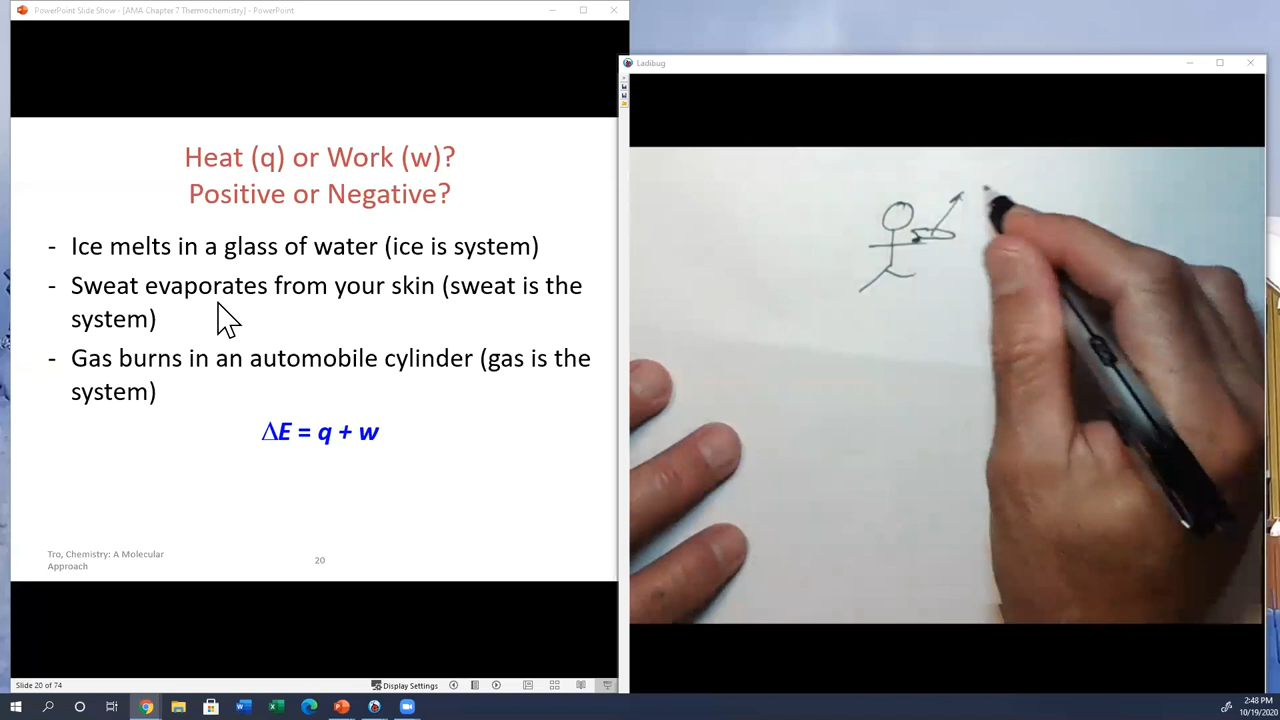 PowerPoint Slide Show - [AMA Chapter 7 Thermochemistry] - PowerPoint
Ladibug
Heat (q) or Work (w)?
Positive or Negative?
- Ice melts in a glass of water (ice is system)
- Sweat evaporates from your skin (sweat is the
system)
- Gas burns in an automobile cylinder (gas is the
system)
ΔE = q + w
Tro, Chemistry: A Molecular
Approach
20
Slide 20 of 74
Display Settings
2:48 PM
10/19/2020